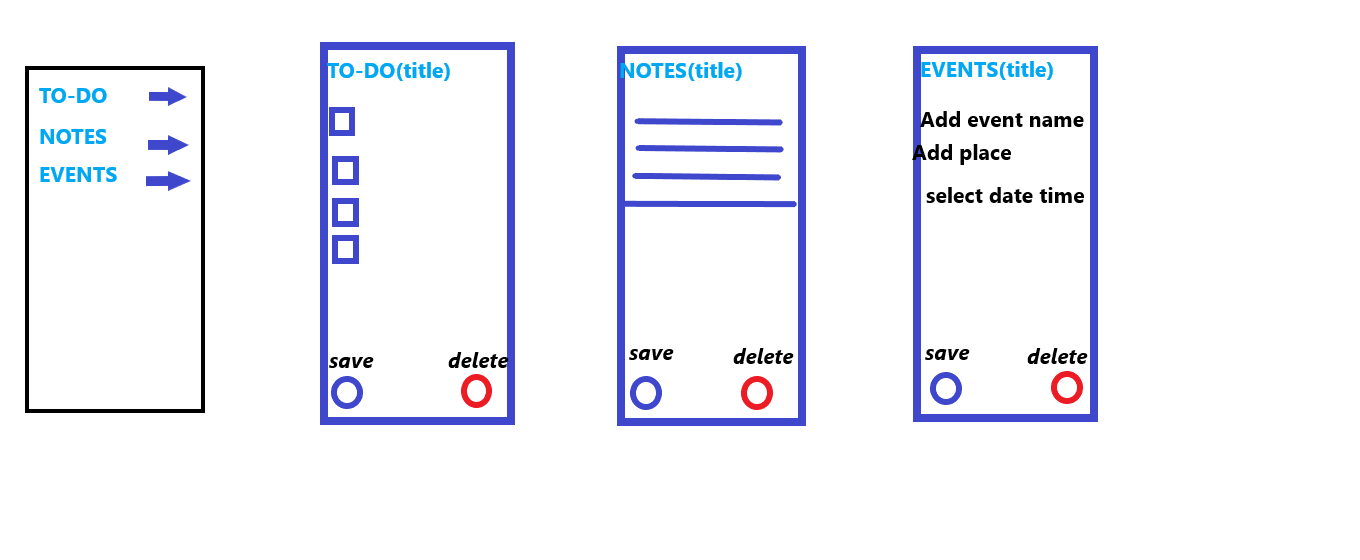 TO-DO
NOTES
EVENTS
TO-DO(title)
save
delete
NOTES(title)
save
delete
EVENTS(title)
Add event name
Add place
select date time
save
delete